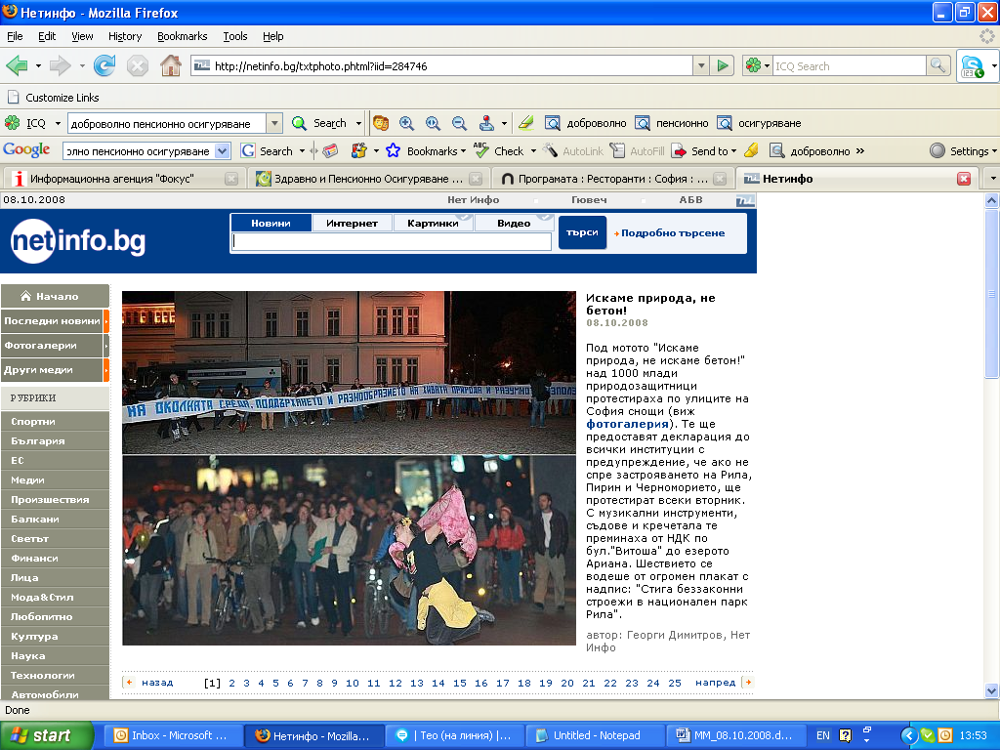 Нетинфо - Mozilla Firefox
File Edit View History Bookmarks Tools Help
http://netinfo.bg/txtphoto.phtml?iid=284746
ICQ Search
Customize Links
ICQ доброволно пенсионно осигуряване Search доброволно пенсионно осигуряване
Google олно пенсионно осигуряване Search Bookmarks ABC Check AutoLink AutoFill Send to доброволно » Settings
Информационна агенция "Фокус" Здравно и Пенсионно Осигуряване ... Програмата : Ресторанти : София : ... Нетинфо
08.10.2008 Нет Инфо Гювеч АБВ
netinfo.bg
Новини Интернет Картинки Видео
търси Подробно търсене
Начало
Последни новини
Фотогалерии
Други медии
РУБРИКИ
Спортни
България
ЕС
Медии
Произшествия
Балкани
Светът
Финанси
Лица
Мода&Стил
Любопитно
Култура
Наука
Технологии
Автомобили
НА ОКОЛНАТА СРЕДА, ПОДДЪРЖАНЕТО И РАЗНООБРАЗИЕТО НА ЖИВАТА ПРИРОДА И РАЗУМНОТО
Искаме природа, не
бетон!
08.10.2008
Под мотото "Искаме
природа, не искаме бетон!"
над 1000 млади
природозащитници
протестираха по улиците на
София снощи (виж
фотогалерия). Те ще
предоставят декларация до
всички институции с
предупреждение, че ако не
спре застрояването на Рила,
Пирин и Черноморието, ще
протестират всеки вторник.
С музикални инструменти,
съдове и кречетала те
преминаха от НДК по
бул."Витоша" до езерото
Ариана. Шествието се
водеше от огромен плакат с
надпис: "Стига беззаконни
строежи в национален парк
Рила".
автор: Георги Димитров, Нет
Инфо
назад [1] 2 3 4 5 6 7 8 9 10 11 12 13 14 15 16 17 18 19 20 21 22 23 24 25 напред
Done
start Inbox - Microsoft ... Нетинфо - Mozilla... | Тео (на линия) |... Untitled - Notepad MM_08.10.2008.d... EN 13:53